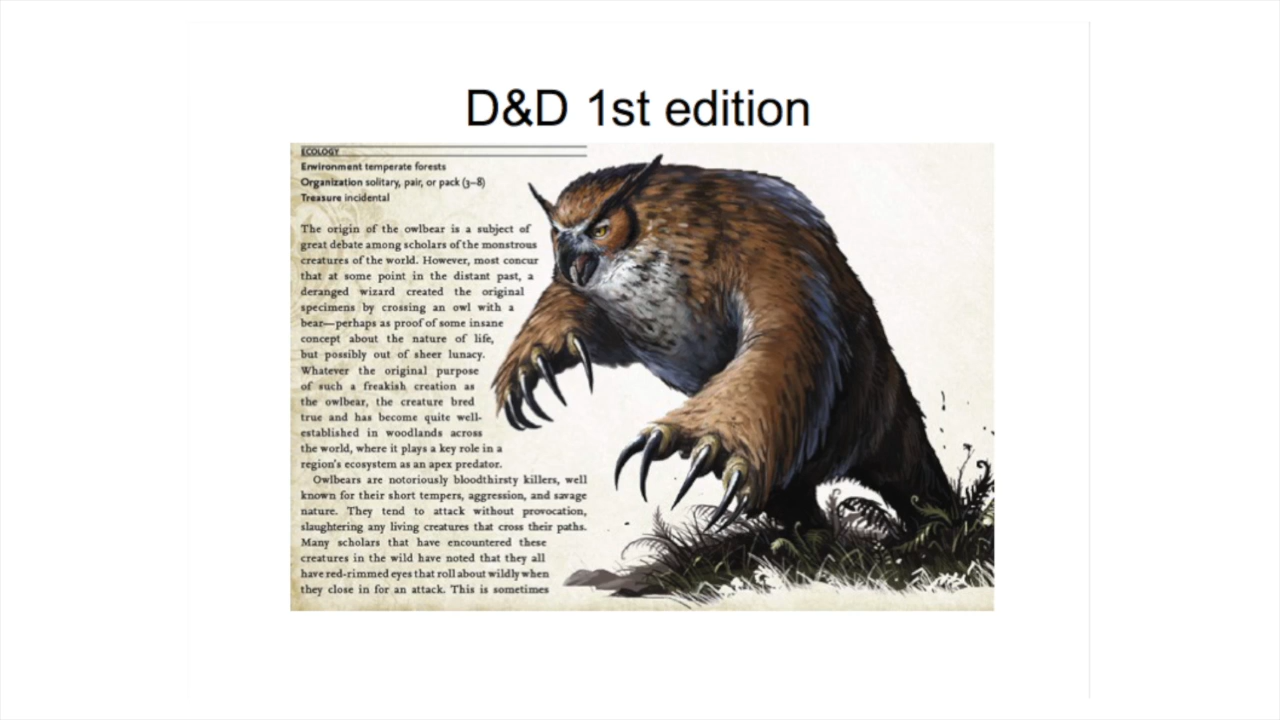 D&D 1st edition
ECOLOGY
Environment temperate forests
Organization solitary, pair, or pack (3–8)
Treasure incidental
The origin of the owlbear is a subject of
great debate among scholars of the monstrous
creatures of the world. However, most concur
that at some point in the distant past, a
deranged wizard created the original
specimens by crossing an owl with a
bear—perhaps as proof of some insane
concept about the nature of life,
but possibly out of sheer lunacy.
Whatever the original purpose
of such a freakish creation as
the owlbear, the creature bred
true and has become quite well-
established in woodlands across
the world, where it plays a key role in a
region's ecosystem as an apex predator.
Owlbears are notoriously bloodthirsty killers, well
known for their short tempers, aggression, and savage
nature. They tend to attack without provocation,
slaughtering any living creatures that cross their paths.
Many scholars that have encountered these
creatures in the wild have noted that they all
have red-rimmed eyes that roll about wildly when
they close in for an attack. This is sometimes